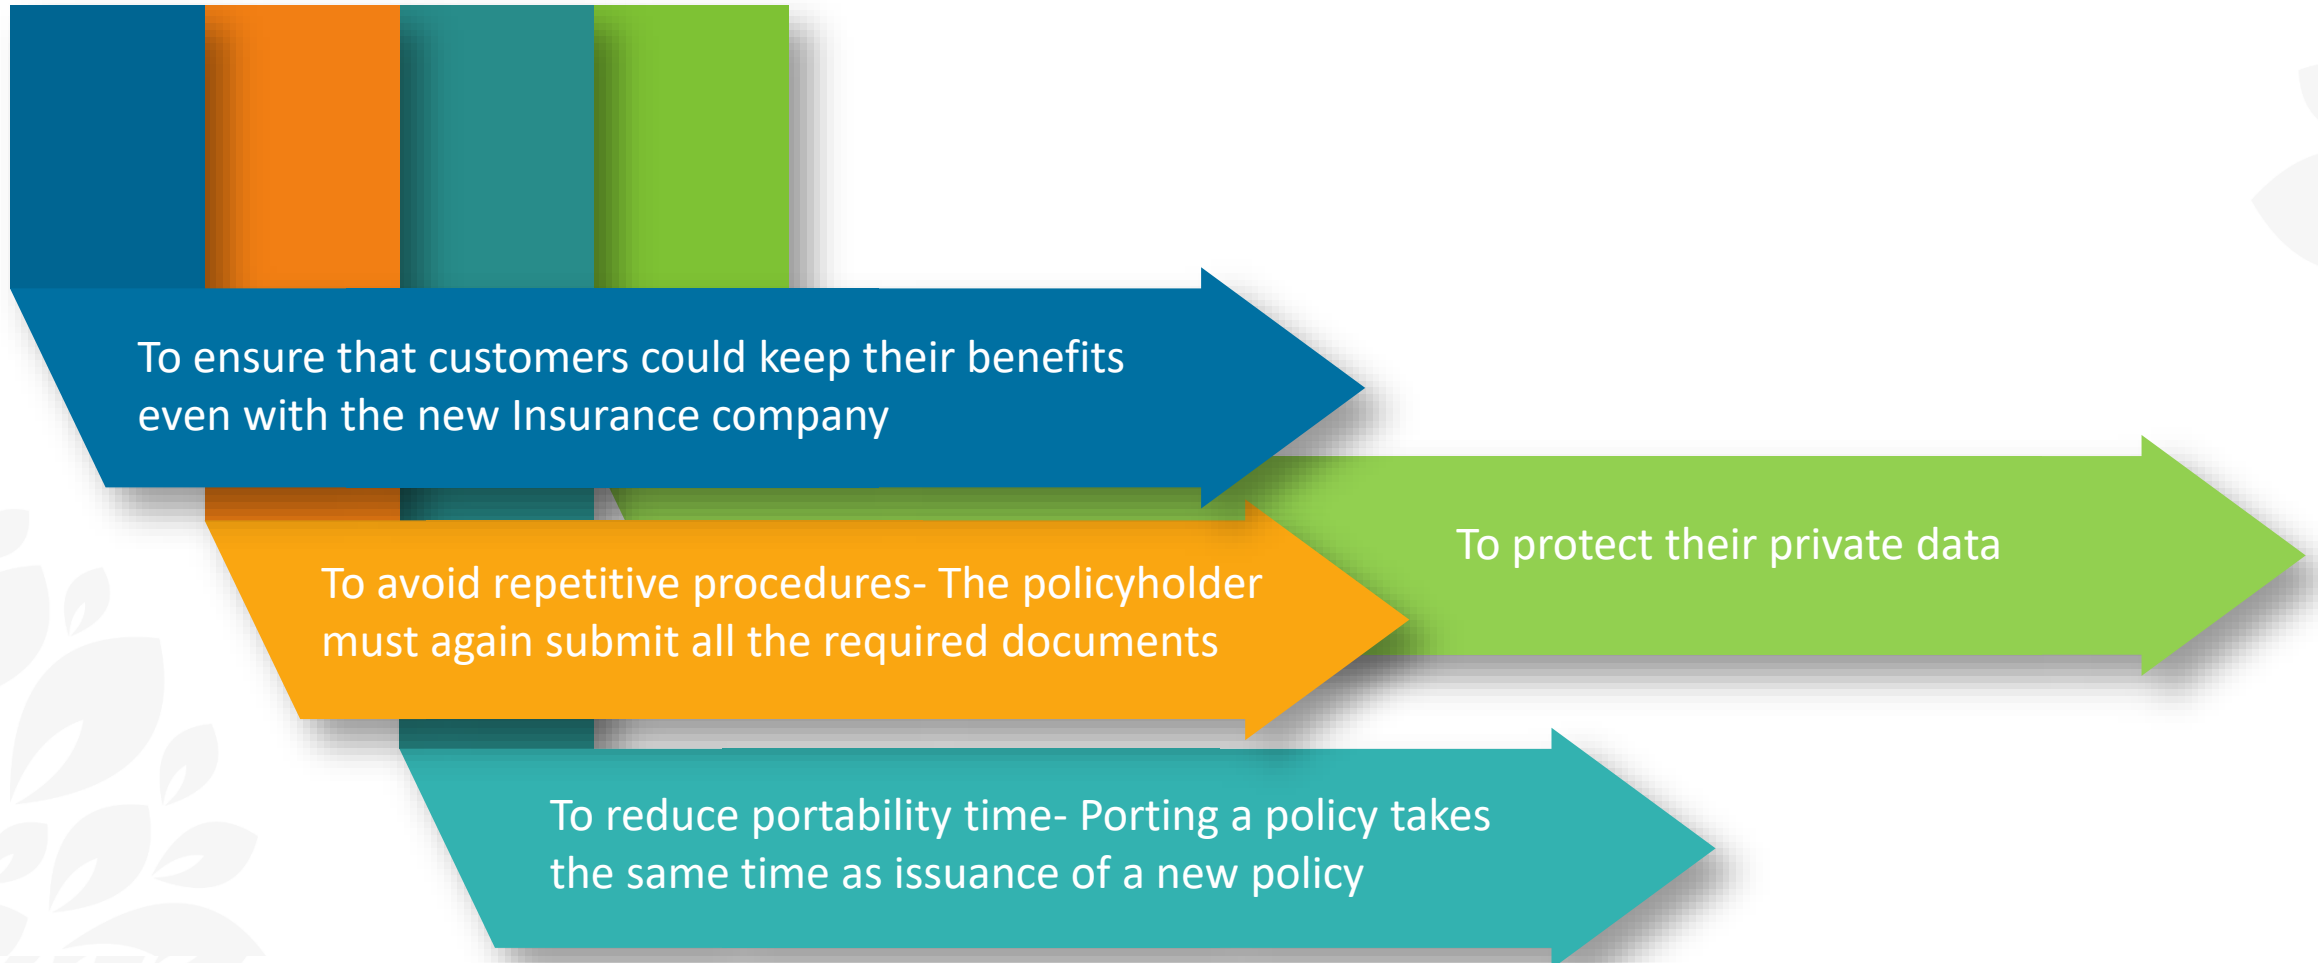 To ensure that customers could keep their benefits
even with the new Insurance company
To protect their private data
To avoid repetitive procedures- The policyholder
must again submit all the required documents
To reduce portability time- Porting a policy takes
the same time as issuance of a new policy